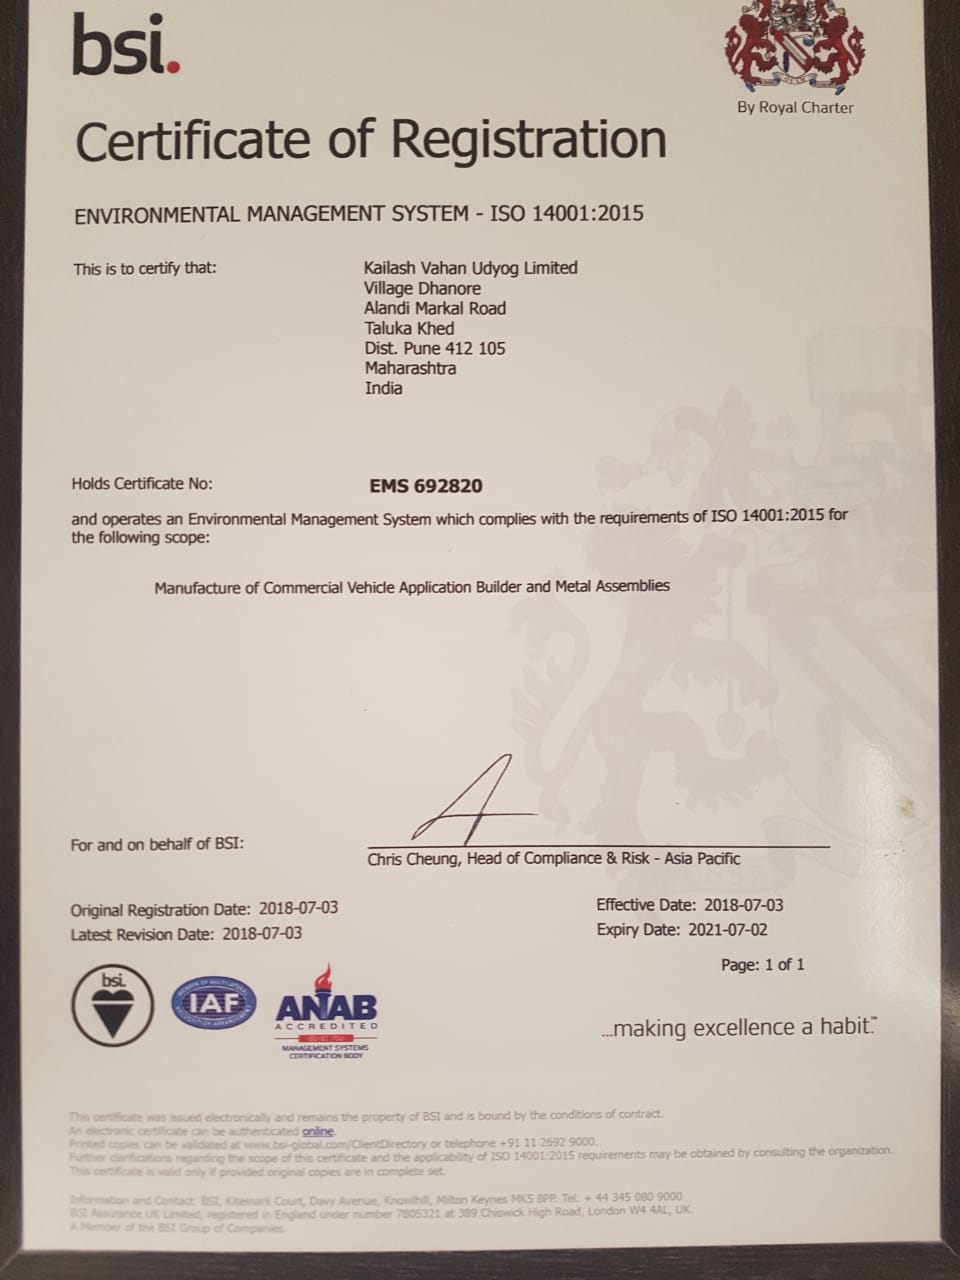 bsi.
By Royal Charter
Certificate of Registration
ENVIRONMENTAL MANAGEMENT SYSTEM - ISO 14001:2015
This is to certify that:
Kailash Vahan Udyog Limited
Village Dhanore
Alandi Markal Road
Taluka Khed
Dist. Pune 412 105
Maharashtra
India
Holds Certificate No:
EMS 692820
and operates an Environmental Management System which complies with the requirements of ISO 14001:2015 for
the following scope:
Manufacture of Commercial Vehicle Application Builder and Metal Assemblies
For and on behalf of BSI:
Chris Cheung, Head of Compliance & Risk - Asia Pacific
Original Registration Date: 2018-07-03
Effective Date: 2018-07-03
Latest Revision Date: 2018-07-03
Expiry Date: 2021-07-02
Page: 1 of 1
bsi.
IAF
ANAB
ACCREDITED
MANAGEMENT SYSTEMS
CERTIFICATION BODY
...making excellence a habit.™
This certificate was issued electronically and remains the property of BSI and is bound by the conditions of contract.
An electronic certificate can be authenticated online.
Printed copies can be validated at www.bsi-global.com/ClientDirectory or telephone +91 11 2692 9000.
Further clarifications regarding the scope of this certificate and the applicability of ISO 14001:2015 requirements may be obtained by consulting the organization.
This certificate is valid only if provided original copies are in complete set.
Information and Contact: BSI, Kitemark Court, Davy Avenue, Knowlhill, Milton Keynes MK5 8PP. Tel: + 44 345 080 9000
BSI Assurance UK Limited, registered in England under number 7805321 at 389 Chiswick High Road, London W4 4AL, UK.
A Member of the BSI Group of Companies.